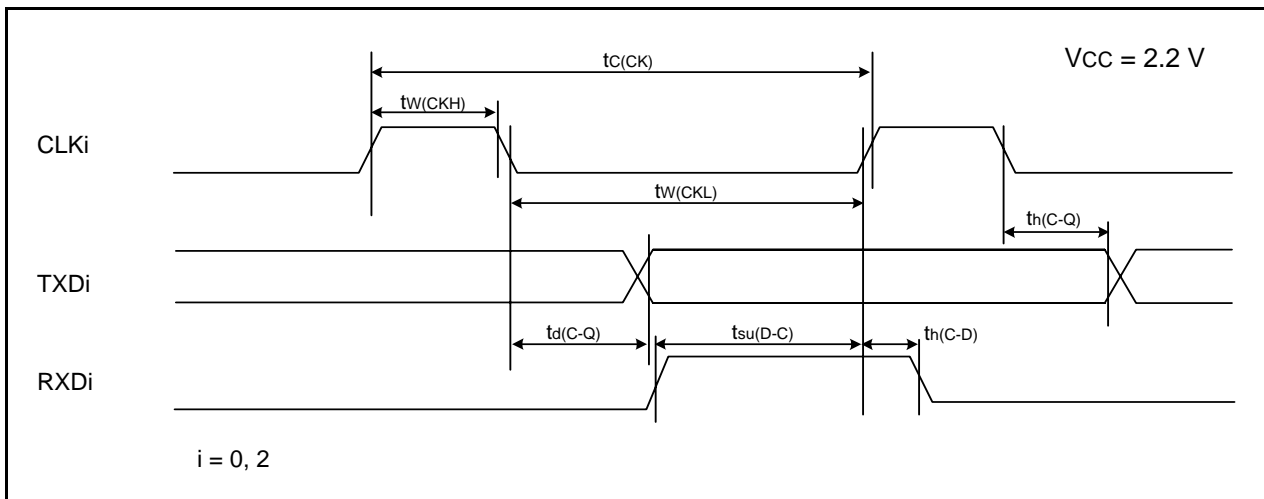 tC(CK)
VCC = 2.2 V
tW(CKH)
CLKi
tW(CKL)
th(C-Q)
TXDi
td(C-Q)
tsu(D-C)
th(C-D)
RXDi
i = 0, 2